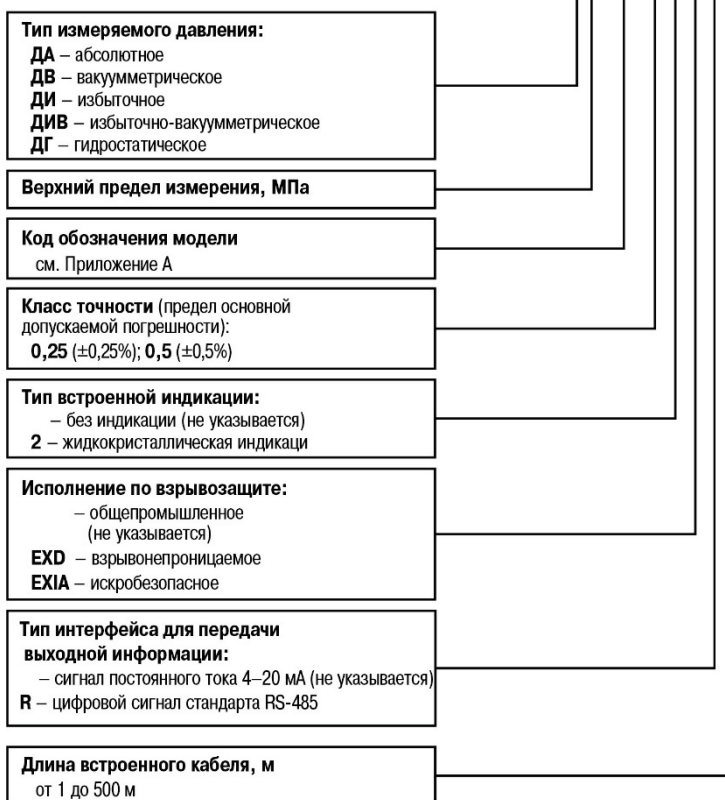 Тип измеряемого давления:
ДА – абсолютное
ДВ – вакуумметрическое
ДИ – избыточное
ДИВ – избыточно-вакуумметрическое
ДГ – гидростатическое
Верхний предел измерения, МПа
Код обозначения модели
см. Приложение А
Класс точности (предел основной
допускаемой погрешности):
0,25 (±0,25%); 0,5 (±0,5%)
Тип встроенной индикации:
– без индикации (не указывается)
2 – жидкокристаллическая индикаци
Исполнение по взрывозащите:
– общепромышленное
(не указывается)
EXD – взрывонепроницаемое
EXIA – искробезопасное
Тип интерфейса для передачи
выходной информации:
– сигнал постоянного тока 4–20 мА (не указывается)
R – цифровой сигнал стандарта RS-485
Длина встроенного кабеля, м
от 1 до 500 м